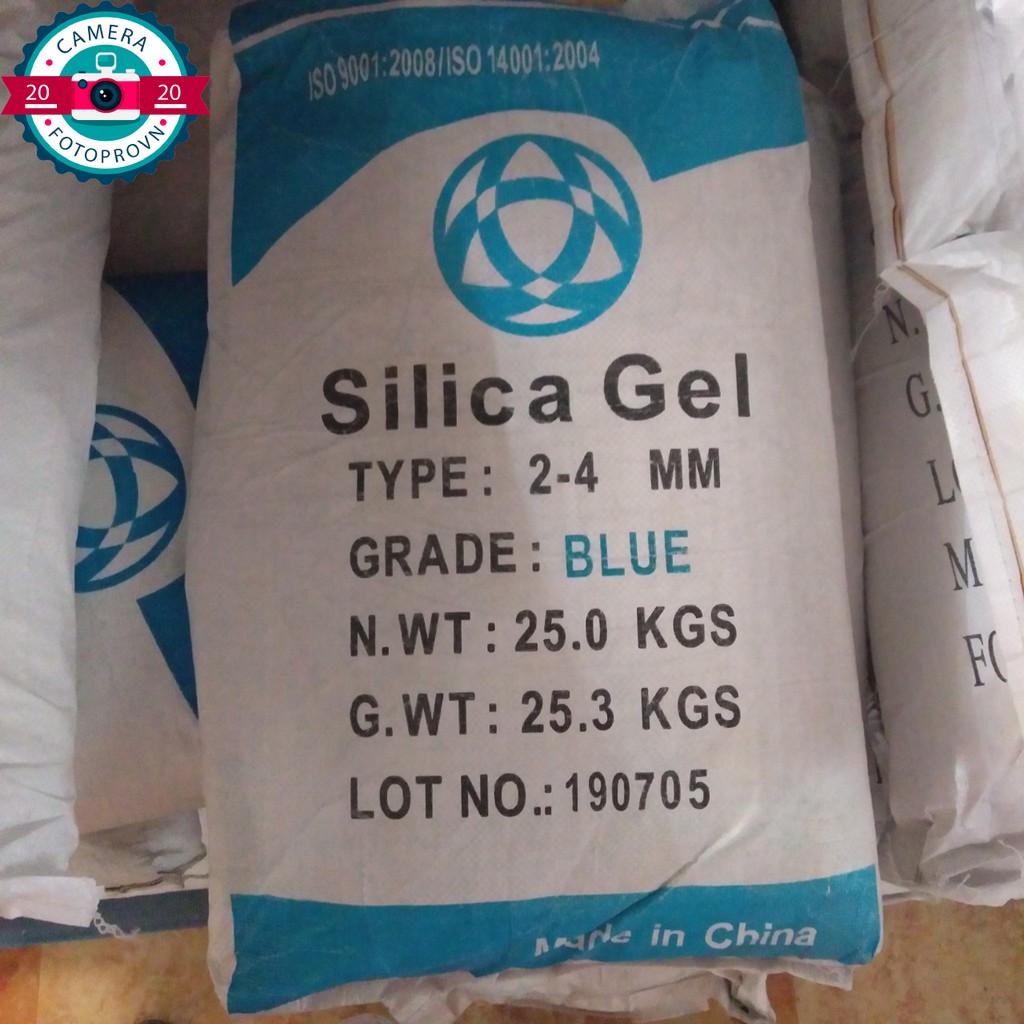 CAMERA
20 20
FOTOPROVN
ISO 9001:2008/ISO 14001:2004
Silica Gel
TYPE: 2-4 MM
GRADE: BLUE
N.WT: 25.0 KGS
G.WT: 25.3 KGS
LOT NO.: 190705
Made in China
N.
G.
M